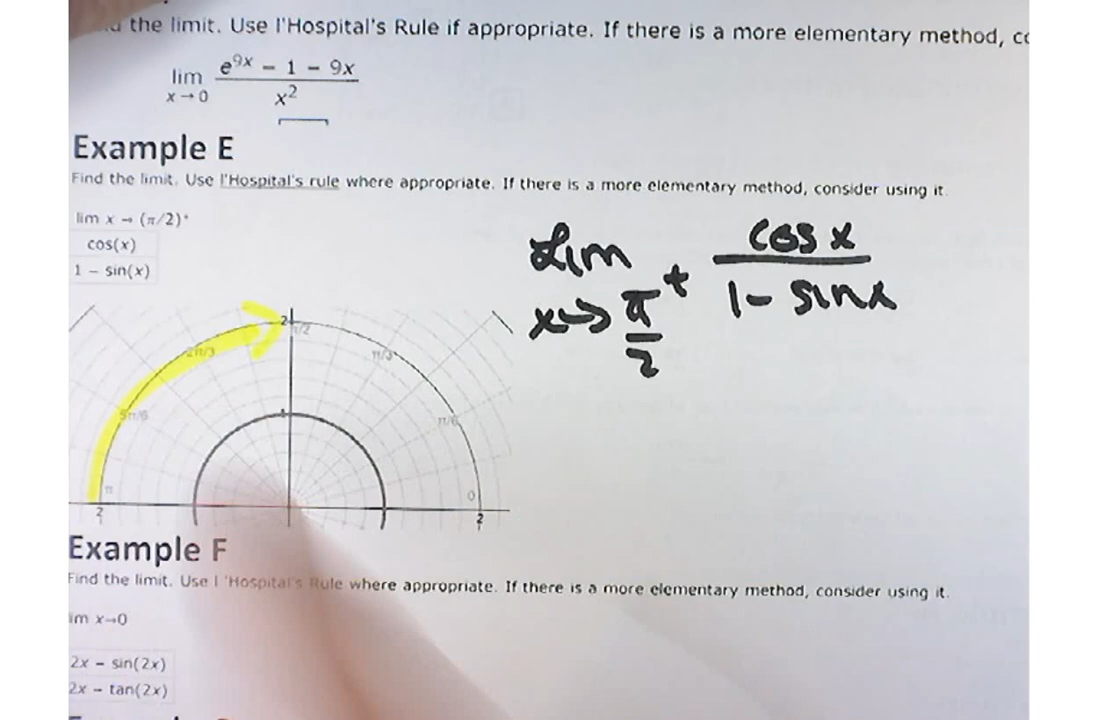 the limit. Use l'Hospital's Rule if appropriate. If there is a more elementary method,
lim x→0 e^9x − 1 − 9x / x^2
Example E
Find the limit. Use l'Hospital's rule where appropriate. If there is a more elementary method, consider using it.
lim x → (π/2)⁺
cos(x)
1 − sin(x)
Lim x→π/2⁺ cos x / 1 - sinx
2
π/2
2π/3
π/3
5π/6
π/6
π
0
2
2
Example F
Find the limit. Use l'Hospital's Rule where appropriate. If there is a more elementary method, consider using it.
im x→0
2x − sin(2x)
2x − tan(2x)